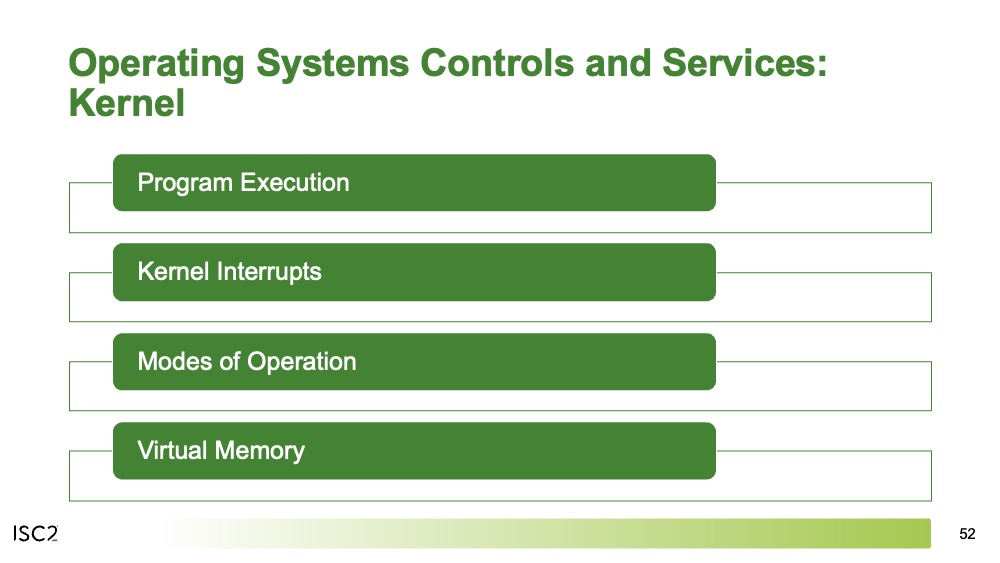 Operating Systems Controls and Services:
Kernel
Program Execution
Kernel Interrupts
Modes of Operation
Virtual Memory
ISC2
52